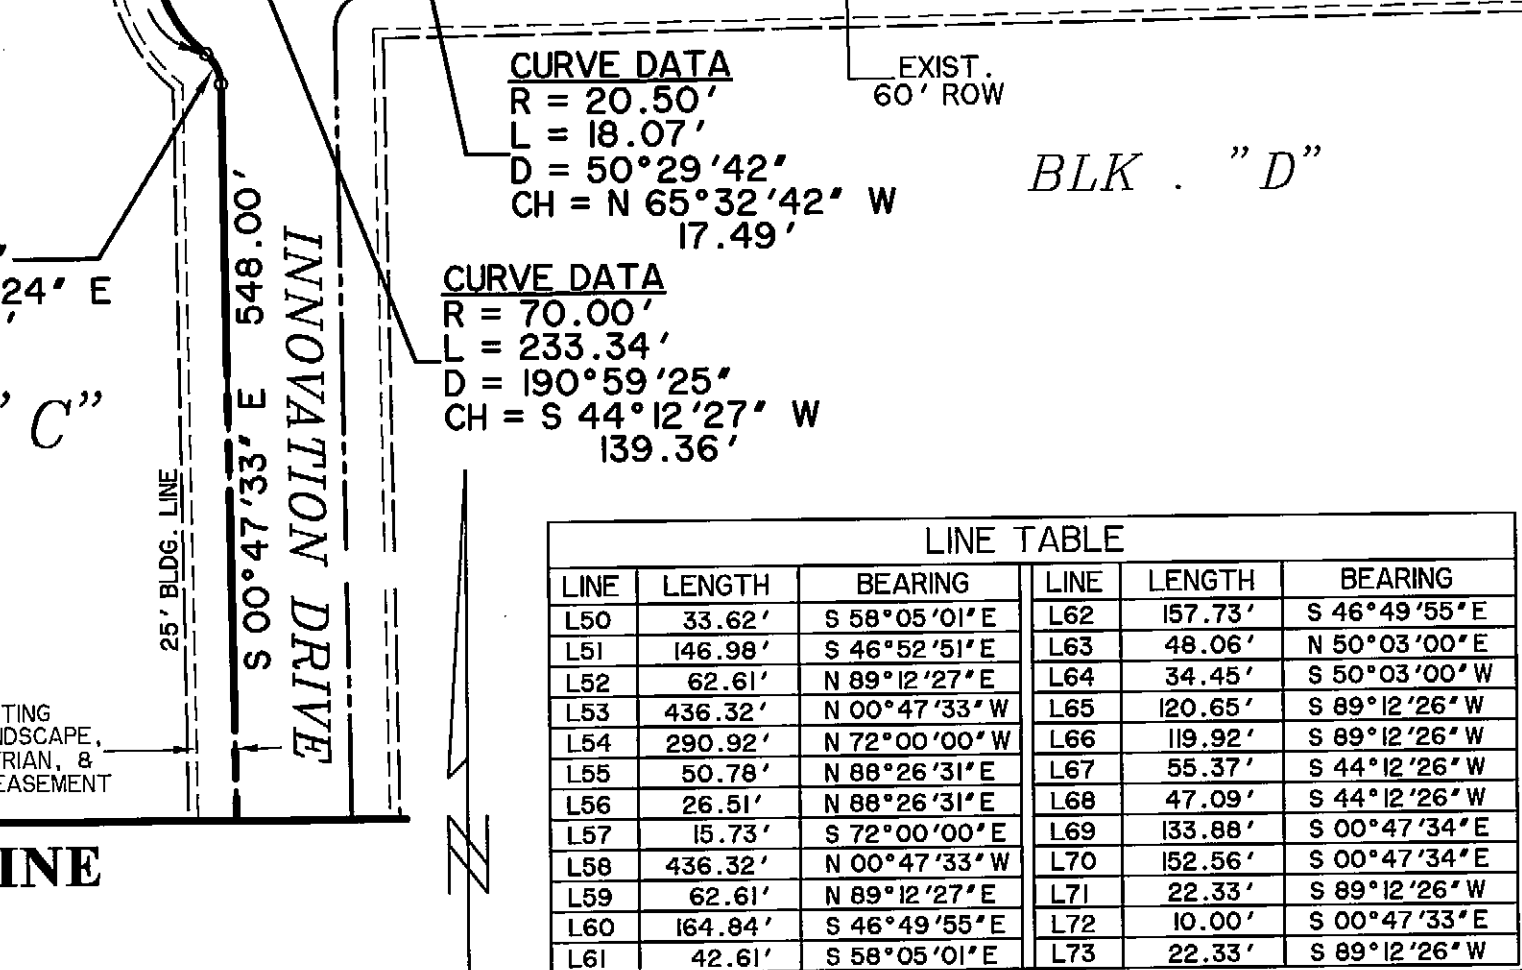 CURVE DATA
R = 20.50'
L = 18.07'
D = 50°29'42"
CH = N 65°32'42" W
17.49'
EXIST.
60' ROW
BLK. "D"
24" E
"C"
CURVE DATA
R = 70.00'
L = 233.34'
D = 190°59'25"
CH = S 44°12'27" W
139.36'
S 00°47'33" E 548.00'
INNOVATION DRIVE
25' BLDG. LINE
TING
NDSCAPE,
TRIAN, &
EASEMENT
INE
LINE TABLE
LINE LENGTH BEARING LINE LENGTH BEARING
L50 33.62' S 58°05'01" E L62 157.73' S 46°49'55" E
L51 146.98' S 46°52'51" E L63 48.06' N 50°03'00" E
L52 62.61' N 89°12'27" E L64 34.45' S 50°03'00" W
L53 436.32' N 00°47'33" W L65 120.65' S 89°12'26" W
L54 290.92' N 72°00'00" W L66 119.92' S 89°12'26" W
L55 50.78' N 88°26'31" E L67 55.37' S 44°12'26" W
L56 26.51' N 88°26'31" E L68 47.09' S 44°12'26" W
L57 15.73' S 72°00'00" E L69 133.88' S 00°47'34" E
L58 436.32' N 00°47'33" W L70 152.56' S 00°47'34" E
L59 62.61' N 89°12'27" E L71 22.33' S 89°12'26" W
L60 164.84' S 46°49'55" E L72 10.00' S 00°47'33" E
L61 42.61' S 58°05'01" E L73 22.33' S 89°12'26" W